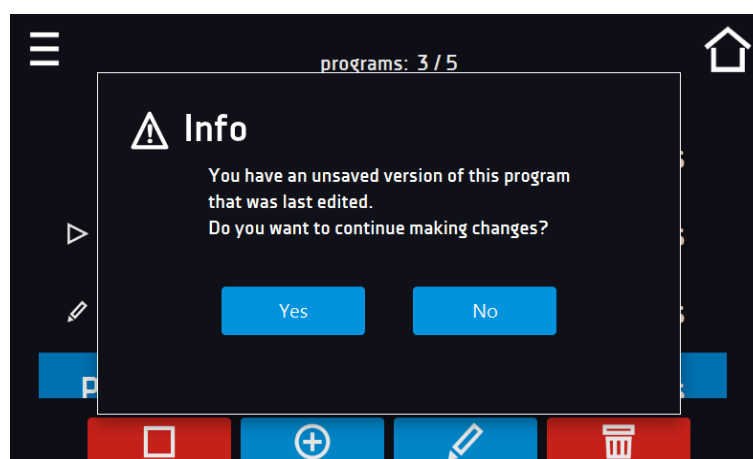 programs: 3 / 5
Info
You have an unsaved version of this program
that was last edited.
Do you want to continue making changes?
Yes
No